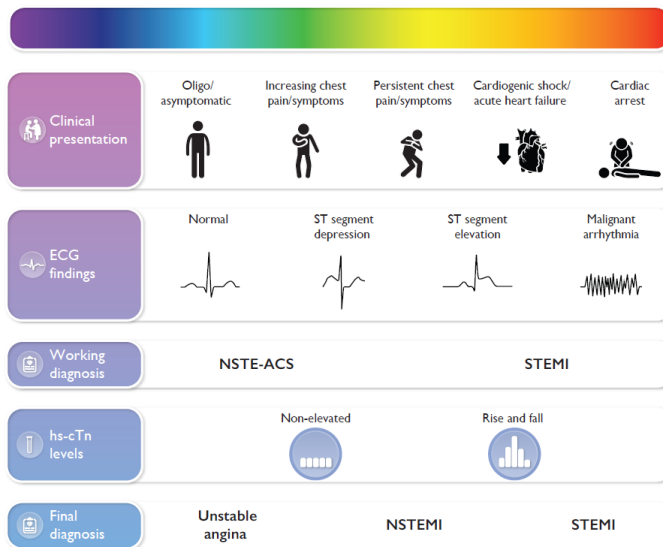 Clinical
presentation
Oligo/
asymptomatic
Increasing chest
pain/symptoms
Persistent chest
pain/symptoms
Cardiogenic shock/
acute heart failure
Cardiac
arrest
ECG
findings
Normal
ST segment
depression
ST segment
elevation
Malignant
arrhythmia
Working
diagnosis
NSTE-ACS
STEMI
hs-cTn
levels
Non-elevated
Rise and fall
Final
diagnosis
Unstable
angina
NSTEMI
STEMI